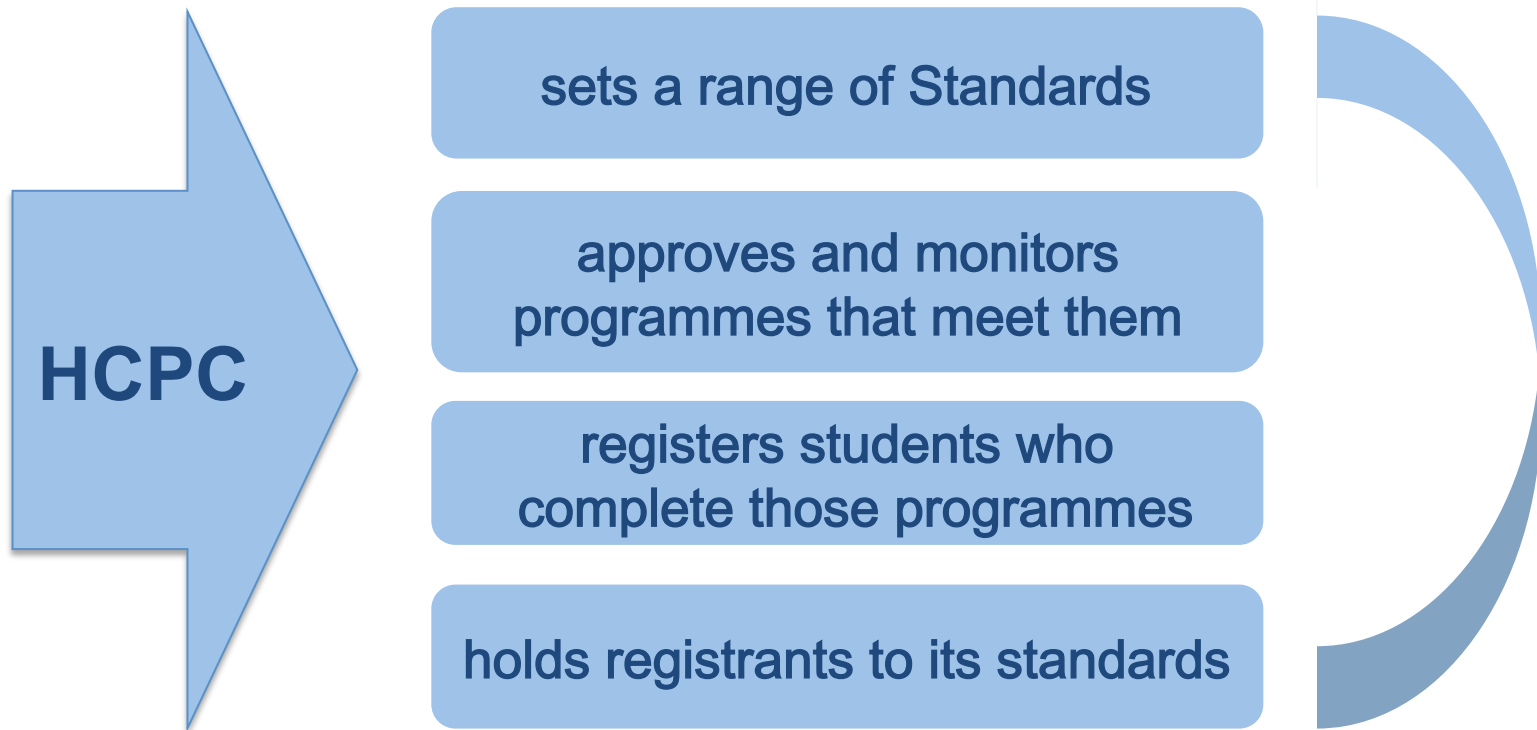 HCPC
sets a range of Standards
approves and monitors
programmes that meet them
registers students who
complete those programmes
holds registrants to its standards